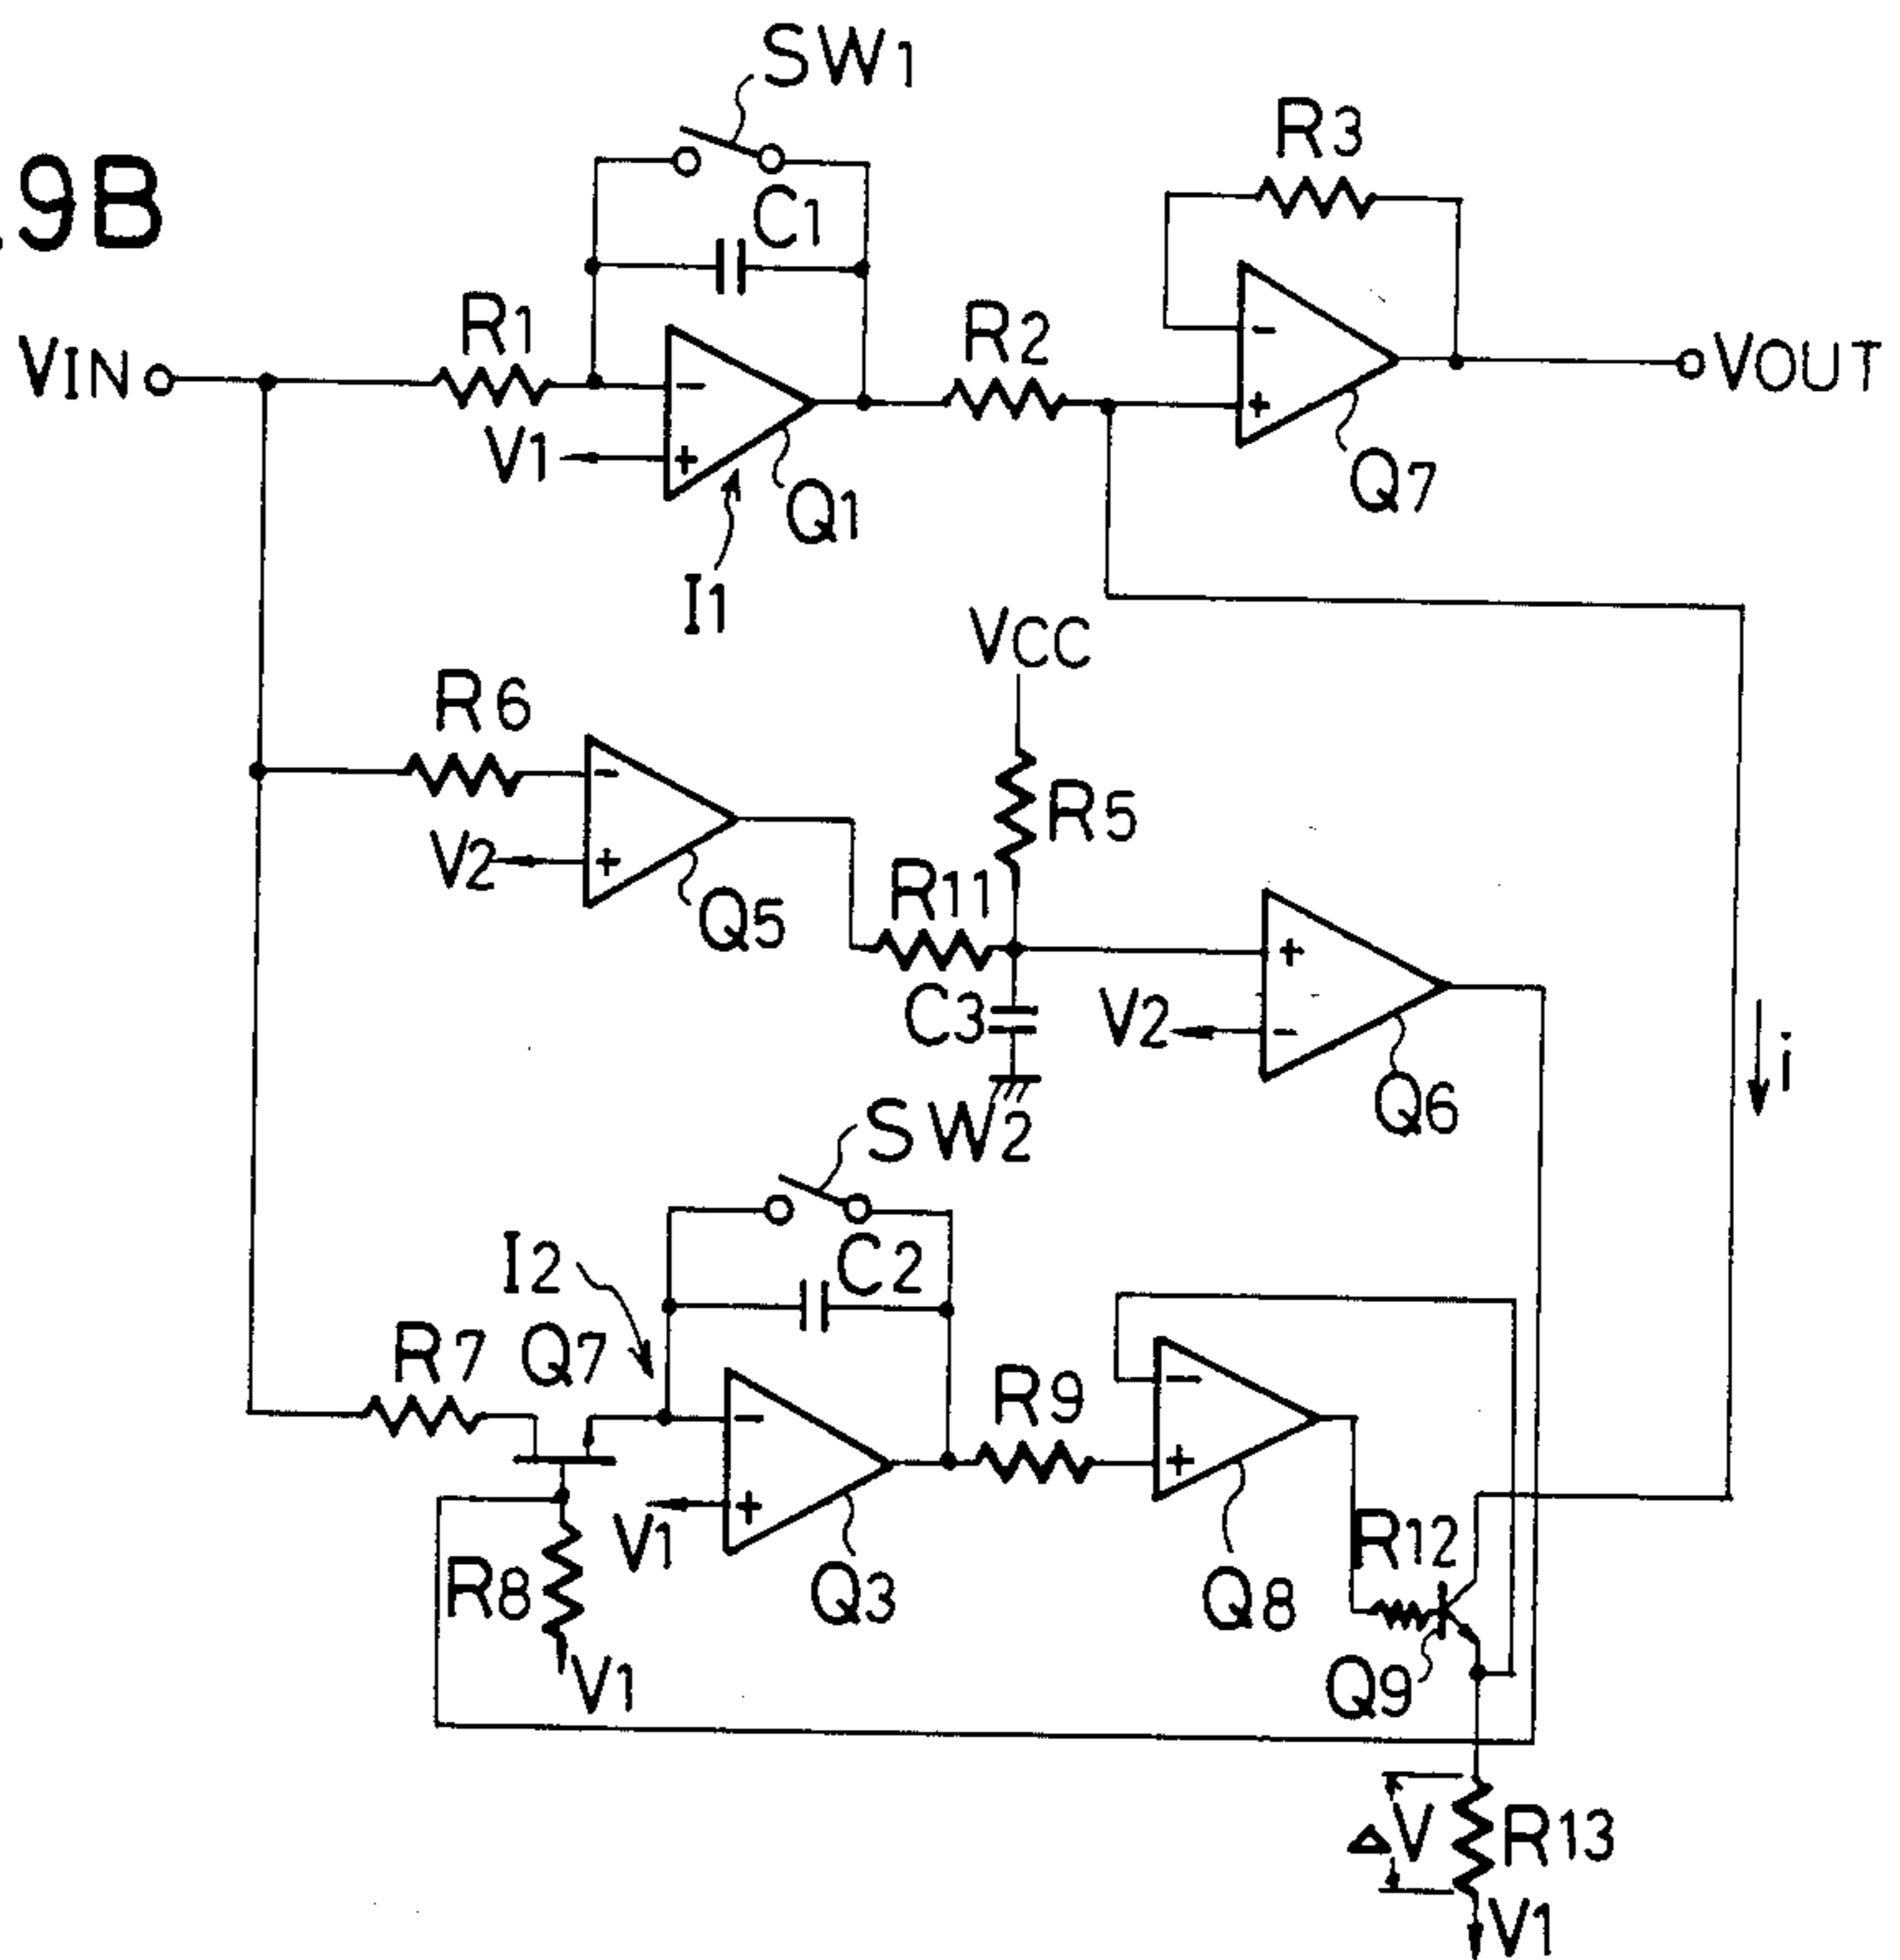 9B
SW1
C1
R3
VIN
R1
R2
VOUT
V1
Q1
Q7
I1
VCC
R6
R5
V2
Q5
R11
C3
V2
Q6
i
SW2
I2
C2
R7
Q7
R9
V1
Q3
R8
V1
Q8
R12
Q9
ΔV
R13
V1
-
+
-
+
-
+
+
-
-
+
-
+